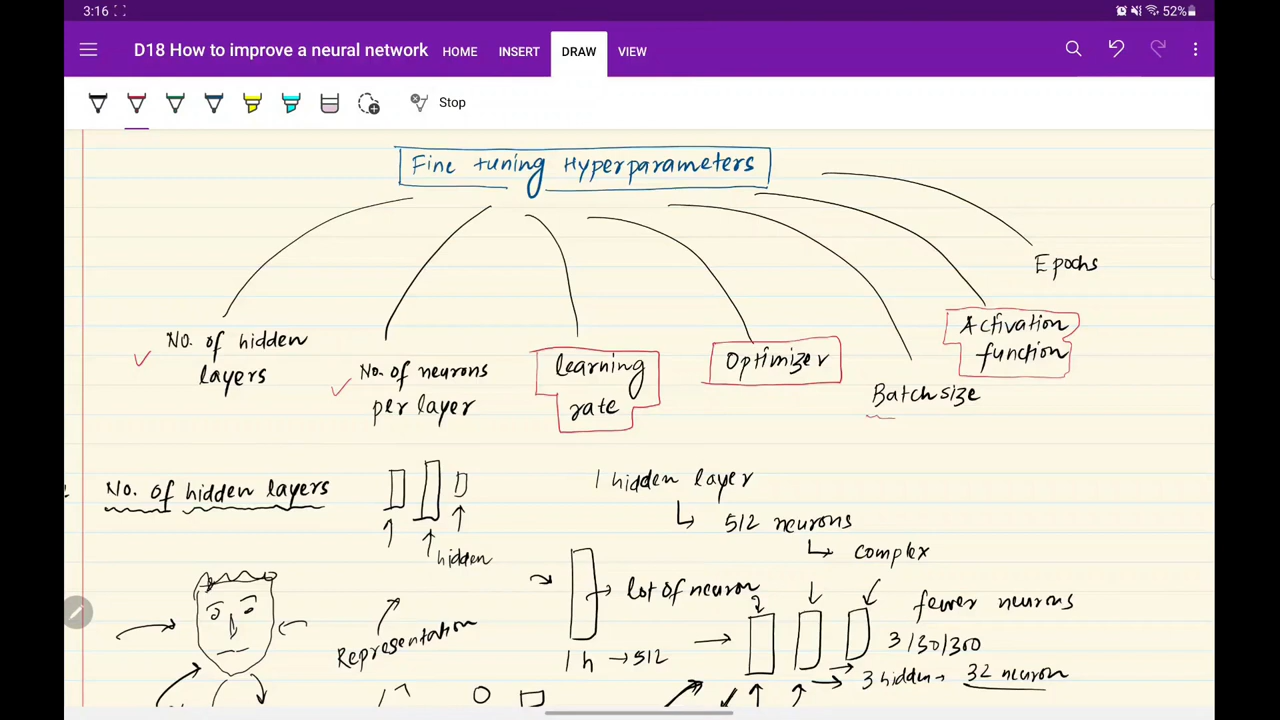 3:16
52%
D18 How to improve a neural network
HOME
INSERT
DRAW
VIEW
Stop
Fine tuning Hyperparameters
No. of hidden
layers
No. of neurons
per layer
learning
rate
Optimizer
Batch size
Activation
function
Epochs
No. of hidden layers
hidden
1 hidden layer
512 neurons
complex
lot of neuron
1 h → 512
Representation
fewer neurons
3/30/300
3 hidden → 32 neuron